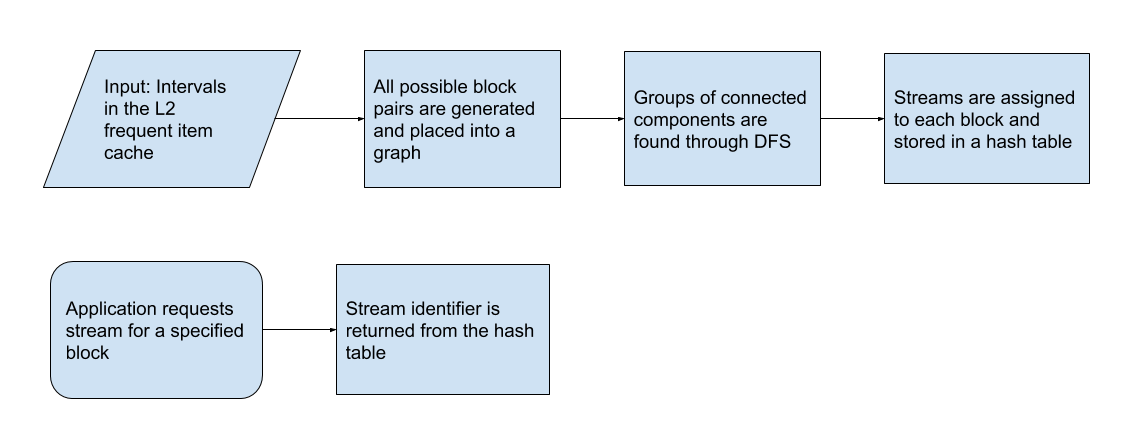 Input: Intervals
in the L2
frequent item
cache
All possible block
pairs are generated
and placed into a
graph
Groups of connected
components are
found through DFS
Streams are assigned
to each block and
stored in a hash table
Application requests
stream for a specified
block
Stream identifier is
returned from the hash
table